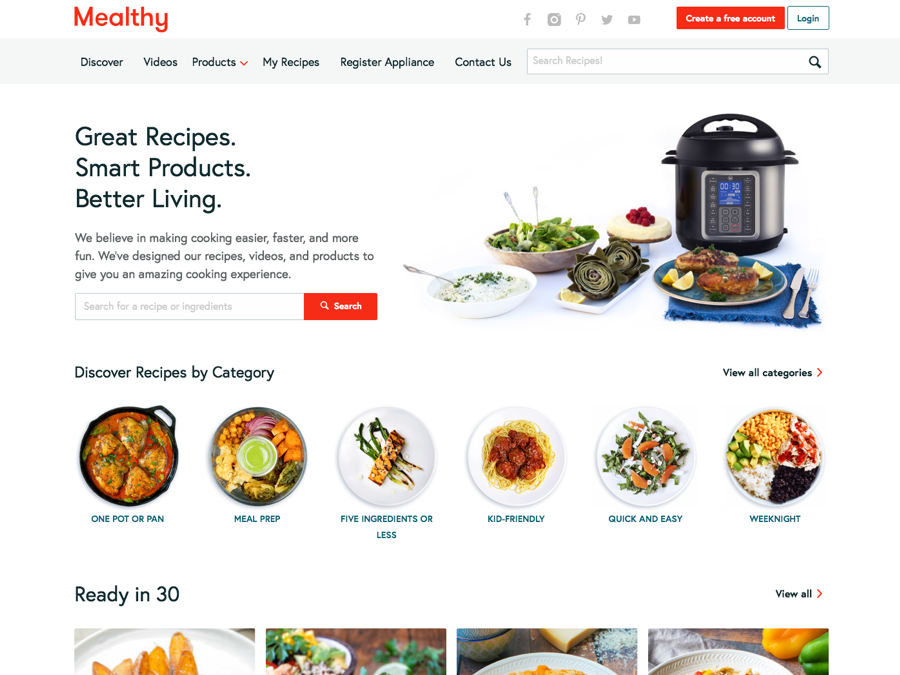 Mealthy
Create a free account
Login
Discover
Videos
Products
My Recipes
Register Appliance
Contact Us
Search Recipes!
Great Recipes.
Smart Products.
Better Living.
We believe in making cooking easier, faster, and more
fun. We've designed our recipes, videos, and products to
give you an amazing cooking experience.
Search for a recipe or ingredients
Search
00:30
Discover Recipes by Category
View all categories
ONE POT OR PAN
MEAL PREP
FIVE INGREDIENTS OR
LESS
KID-FRIENDLY
QUICK AND EASY
WEEKNIGHT
Ready in 30
View all